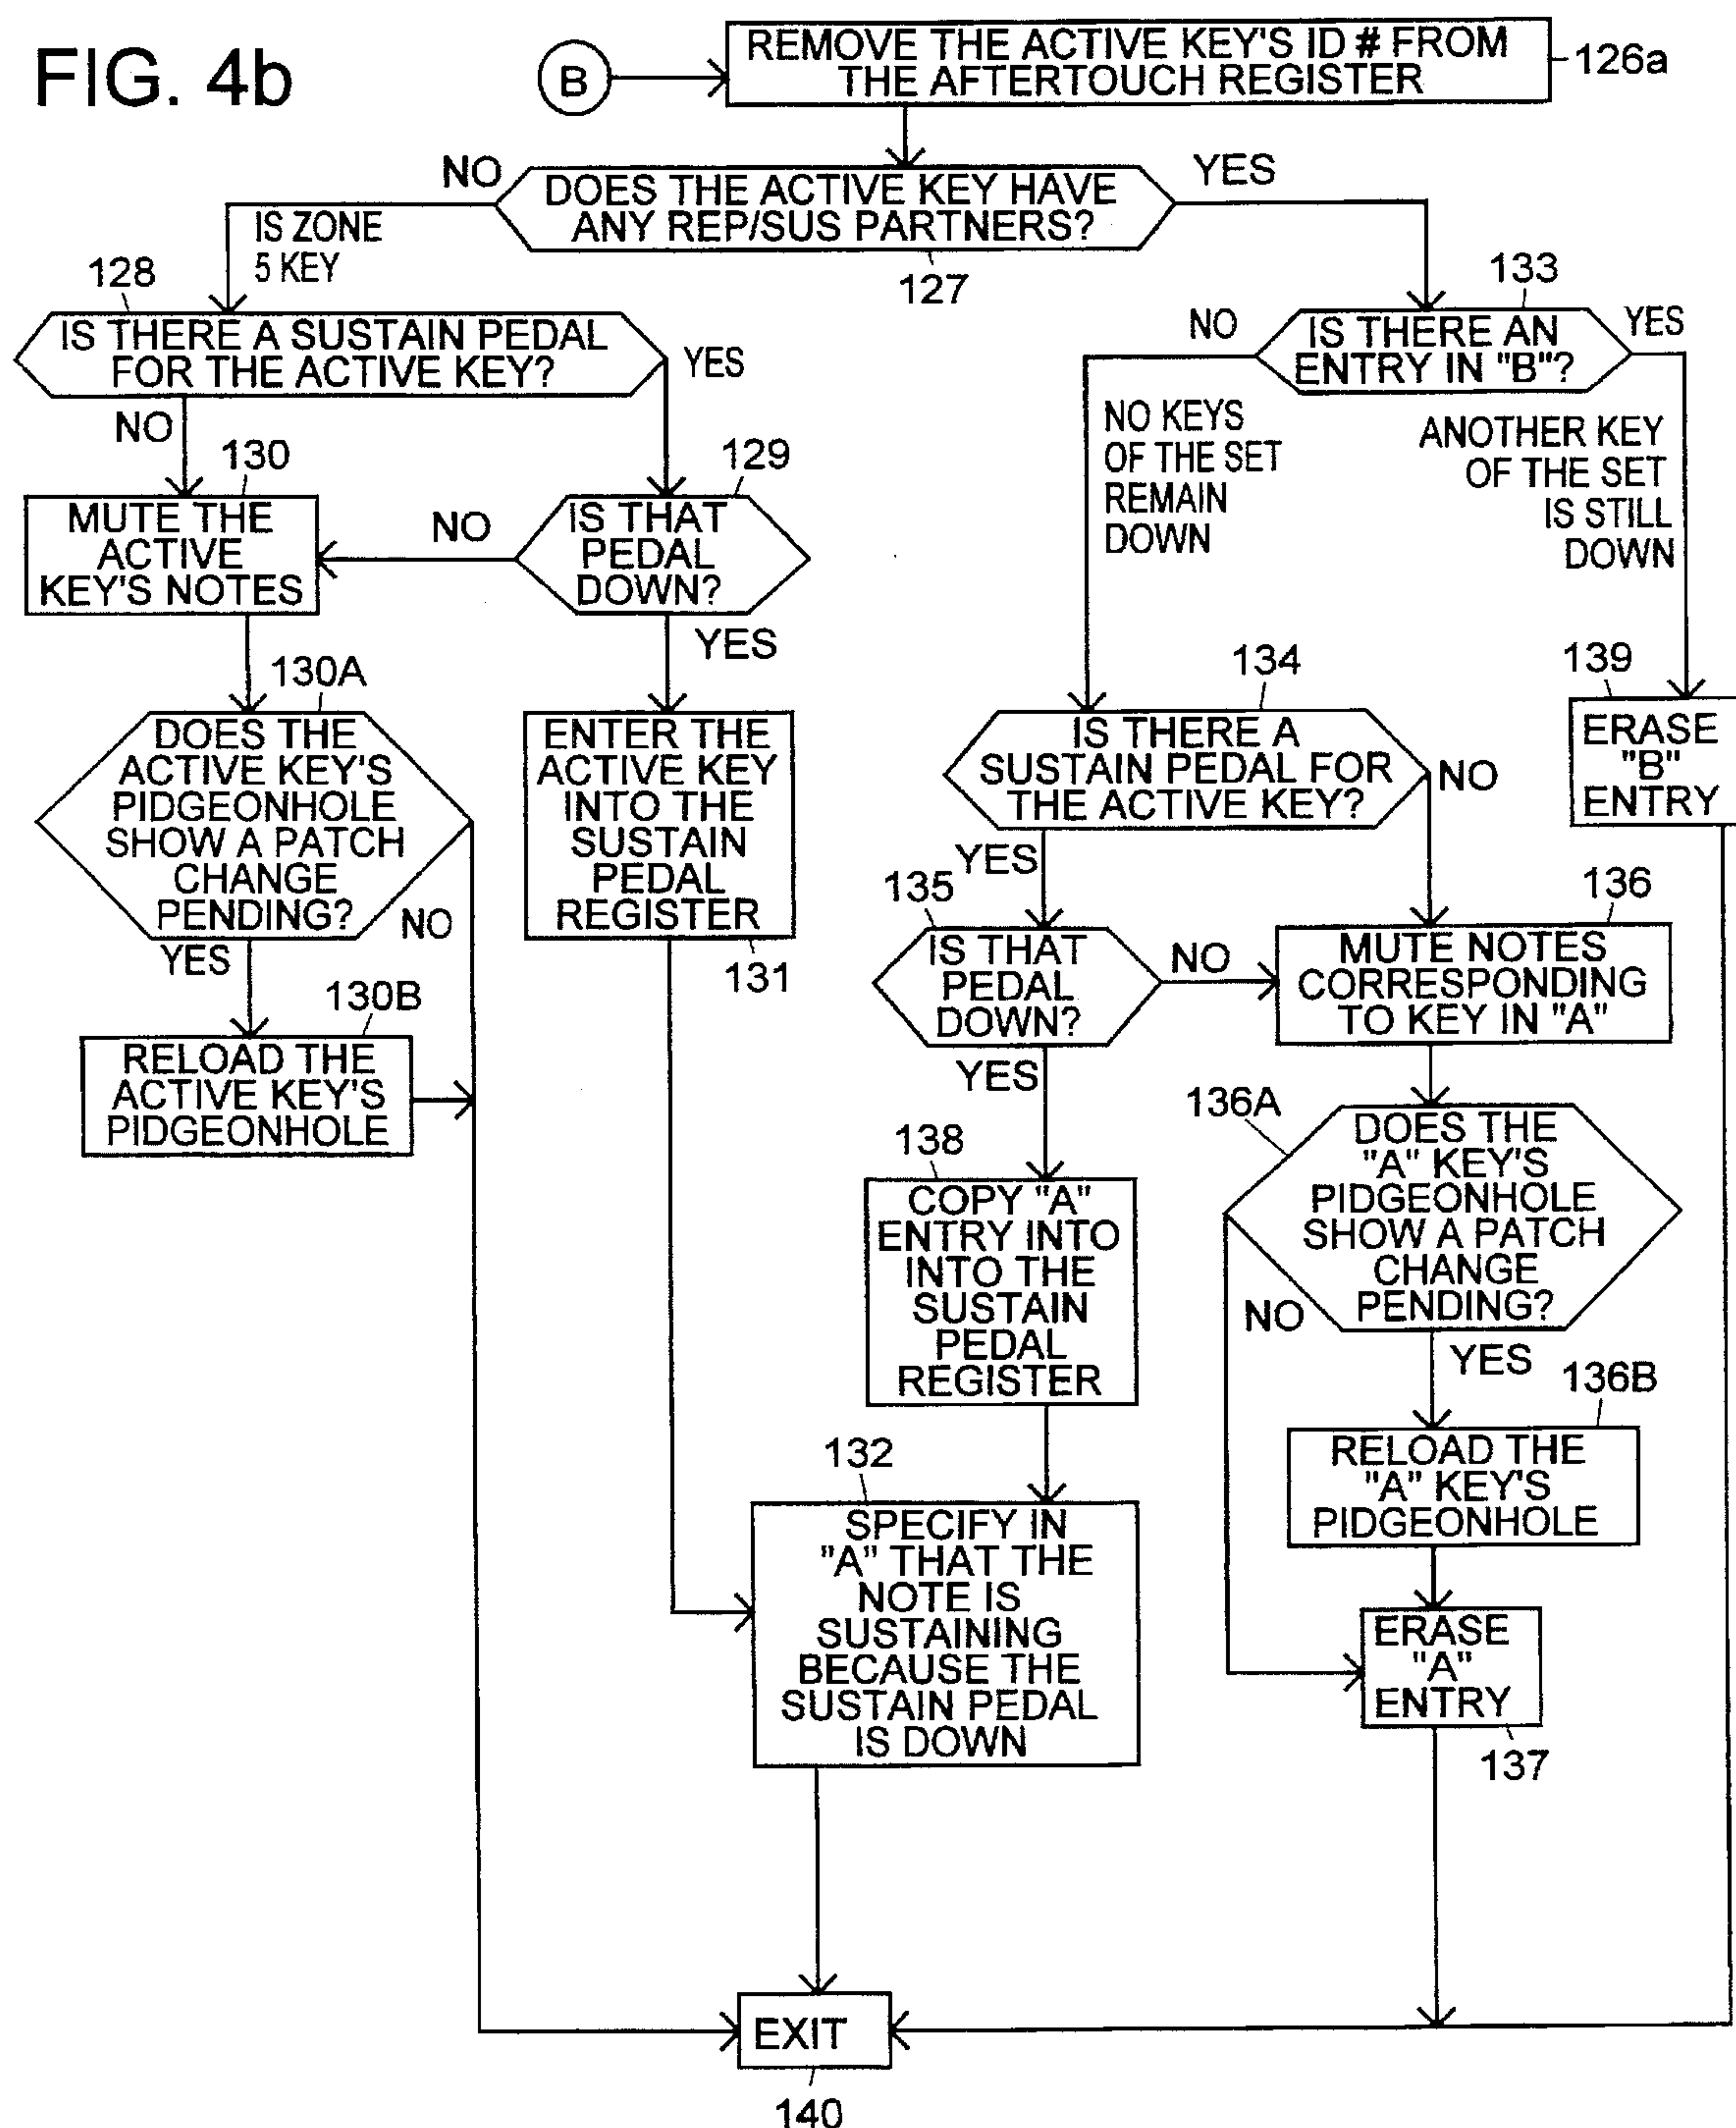 FIG. 4b
B
REMOVE THE ACTIVE KEY'S ID # FROM
THE AFTERTOUCH REGISTER
126a
NO
DOES THE ACTIVE KEY HAVE
ANY REP/SUS PARTNERS?
YES
127
IS ZONE
5 KEY
128
IS THERE A SUSTAIN PEDAL
FOR THE ACTIVE KEY?
YES
NO
133
NO
IS THERE AN
ENTRY IN "B"?
YES
NO KEYS
OF THE SET
REMAIN
DOWN
ANOTHER KEY
OF THE SET
IS STILL
DOWN
130
MUTE THE
ACTIVE
KEY'S NOTES
NO
129
IS THAT
PEDAL
DOWN?
YES
130A
DOES THE
ACTIVE KEY'S
PIDGEONHOLE
SHOW A PATCH
CHANGE
PENDING?
NO
YES
130B
RELOAD THE
ACTIVE KEY'S
PIDGEONHOLE
ENTER THE
ACTIVE KEY
INTO THE
SUSTAIN
PEDAL
REGISTER
131
134
IS THERE A
SUSTAIN PEDAL FOR
THE ACTIVE KEY?
NO
YES
139
ERASE
"B"
ENTRY
135
IS THAT
PEDAL
DOWN?
NO
YES
136
MUTE NOTES
CORRESPONDING
TO KEY IN "A"
136A
DOES THE
"A" KEY'S
PIDGEONHOLE
SHOW A PATCH
CHANGE
PENDING?
NO
YES
138
COPY "A"
ENTRY INTO
INTO THE
SUSTAIN
PEDAL
REGISTER
136B
RELOAD THE
"A" KEY'S
PIDGEONHOLE
132
SPECIFY IN
"A" THAT THE
NOTE IS
SUSTAINING
BECAUSE THE
SUSTAIN PEDAL
IS DOWN
ERASE
"A"
ENTRY
137
EXIT
140